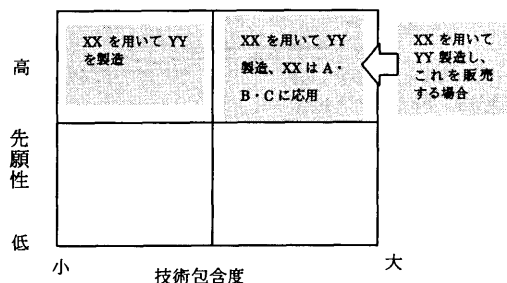 XX を用いて YY
を製造
XX を用いて YY
製造、XX は A・
B・C に応用
XX を用いて
YY 製造し、
これを販売
する場合
高
先願性
低
小
技術包含度
大